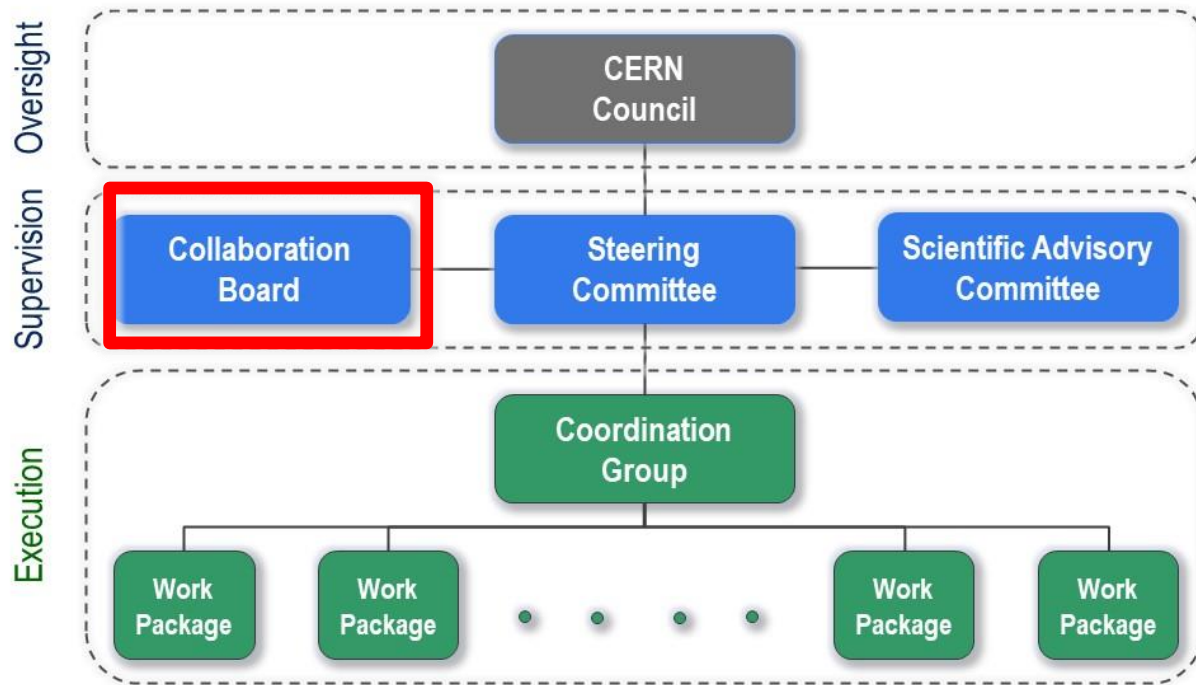 Oversight
CERN
Council
Supervision
Collaboration
Board
Steering
Committee
Scientific Advisory
Committee
Execution
Coordination
Group
Work
Package
Work
Package
Work
Package
Work
Package